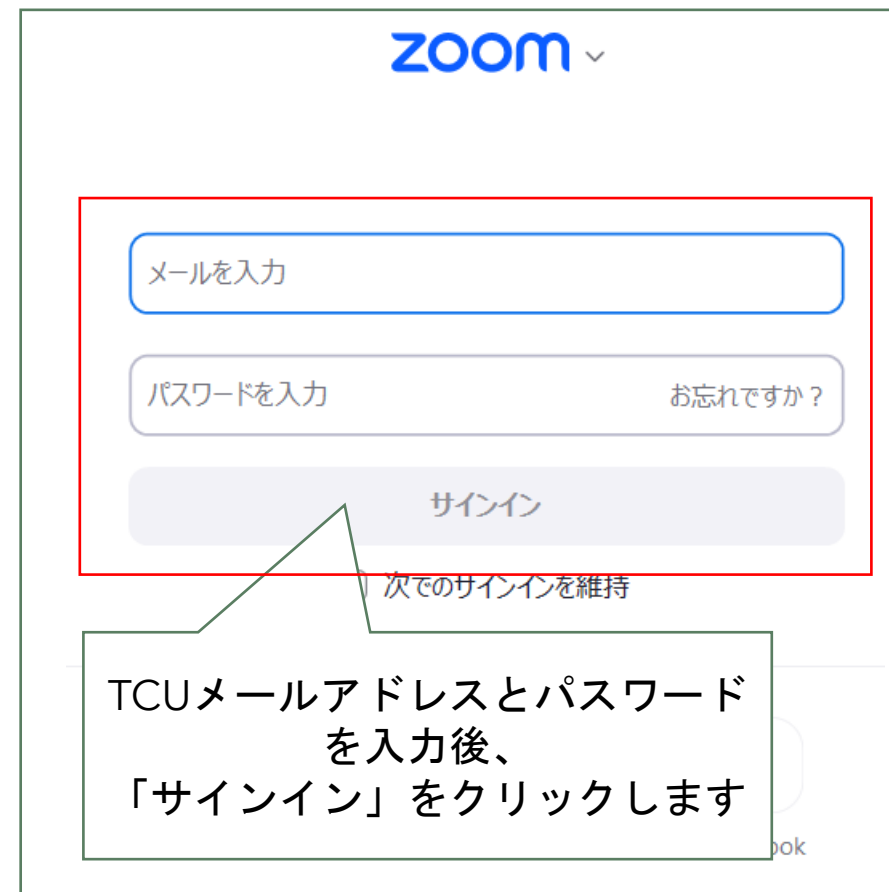 zoom
メールを入力
パスワードを入力 お忘れですか？
サインイン
次でのサインインを維持
TCUメールアドレスとパスワード
を入力後、
「サインイン」をクリックします